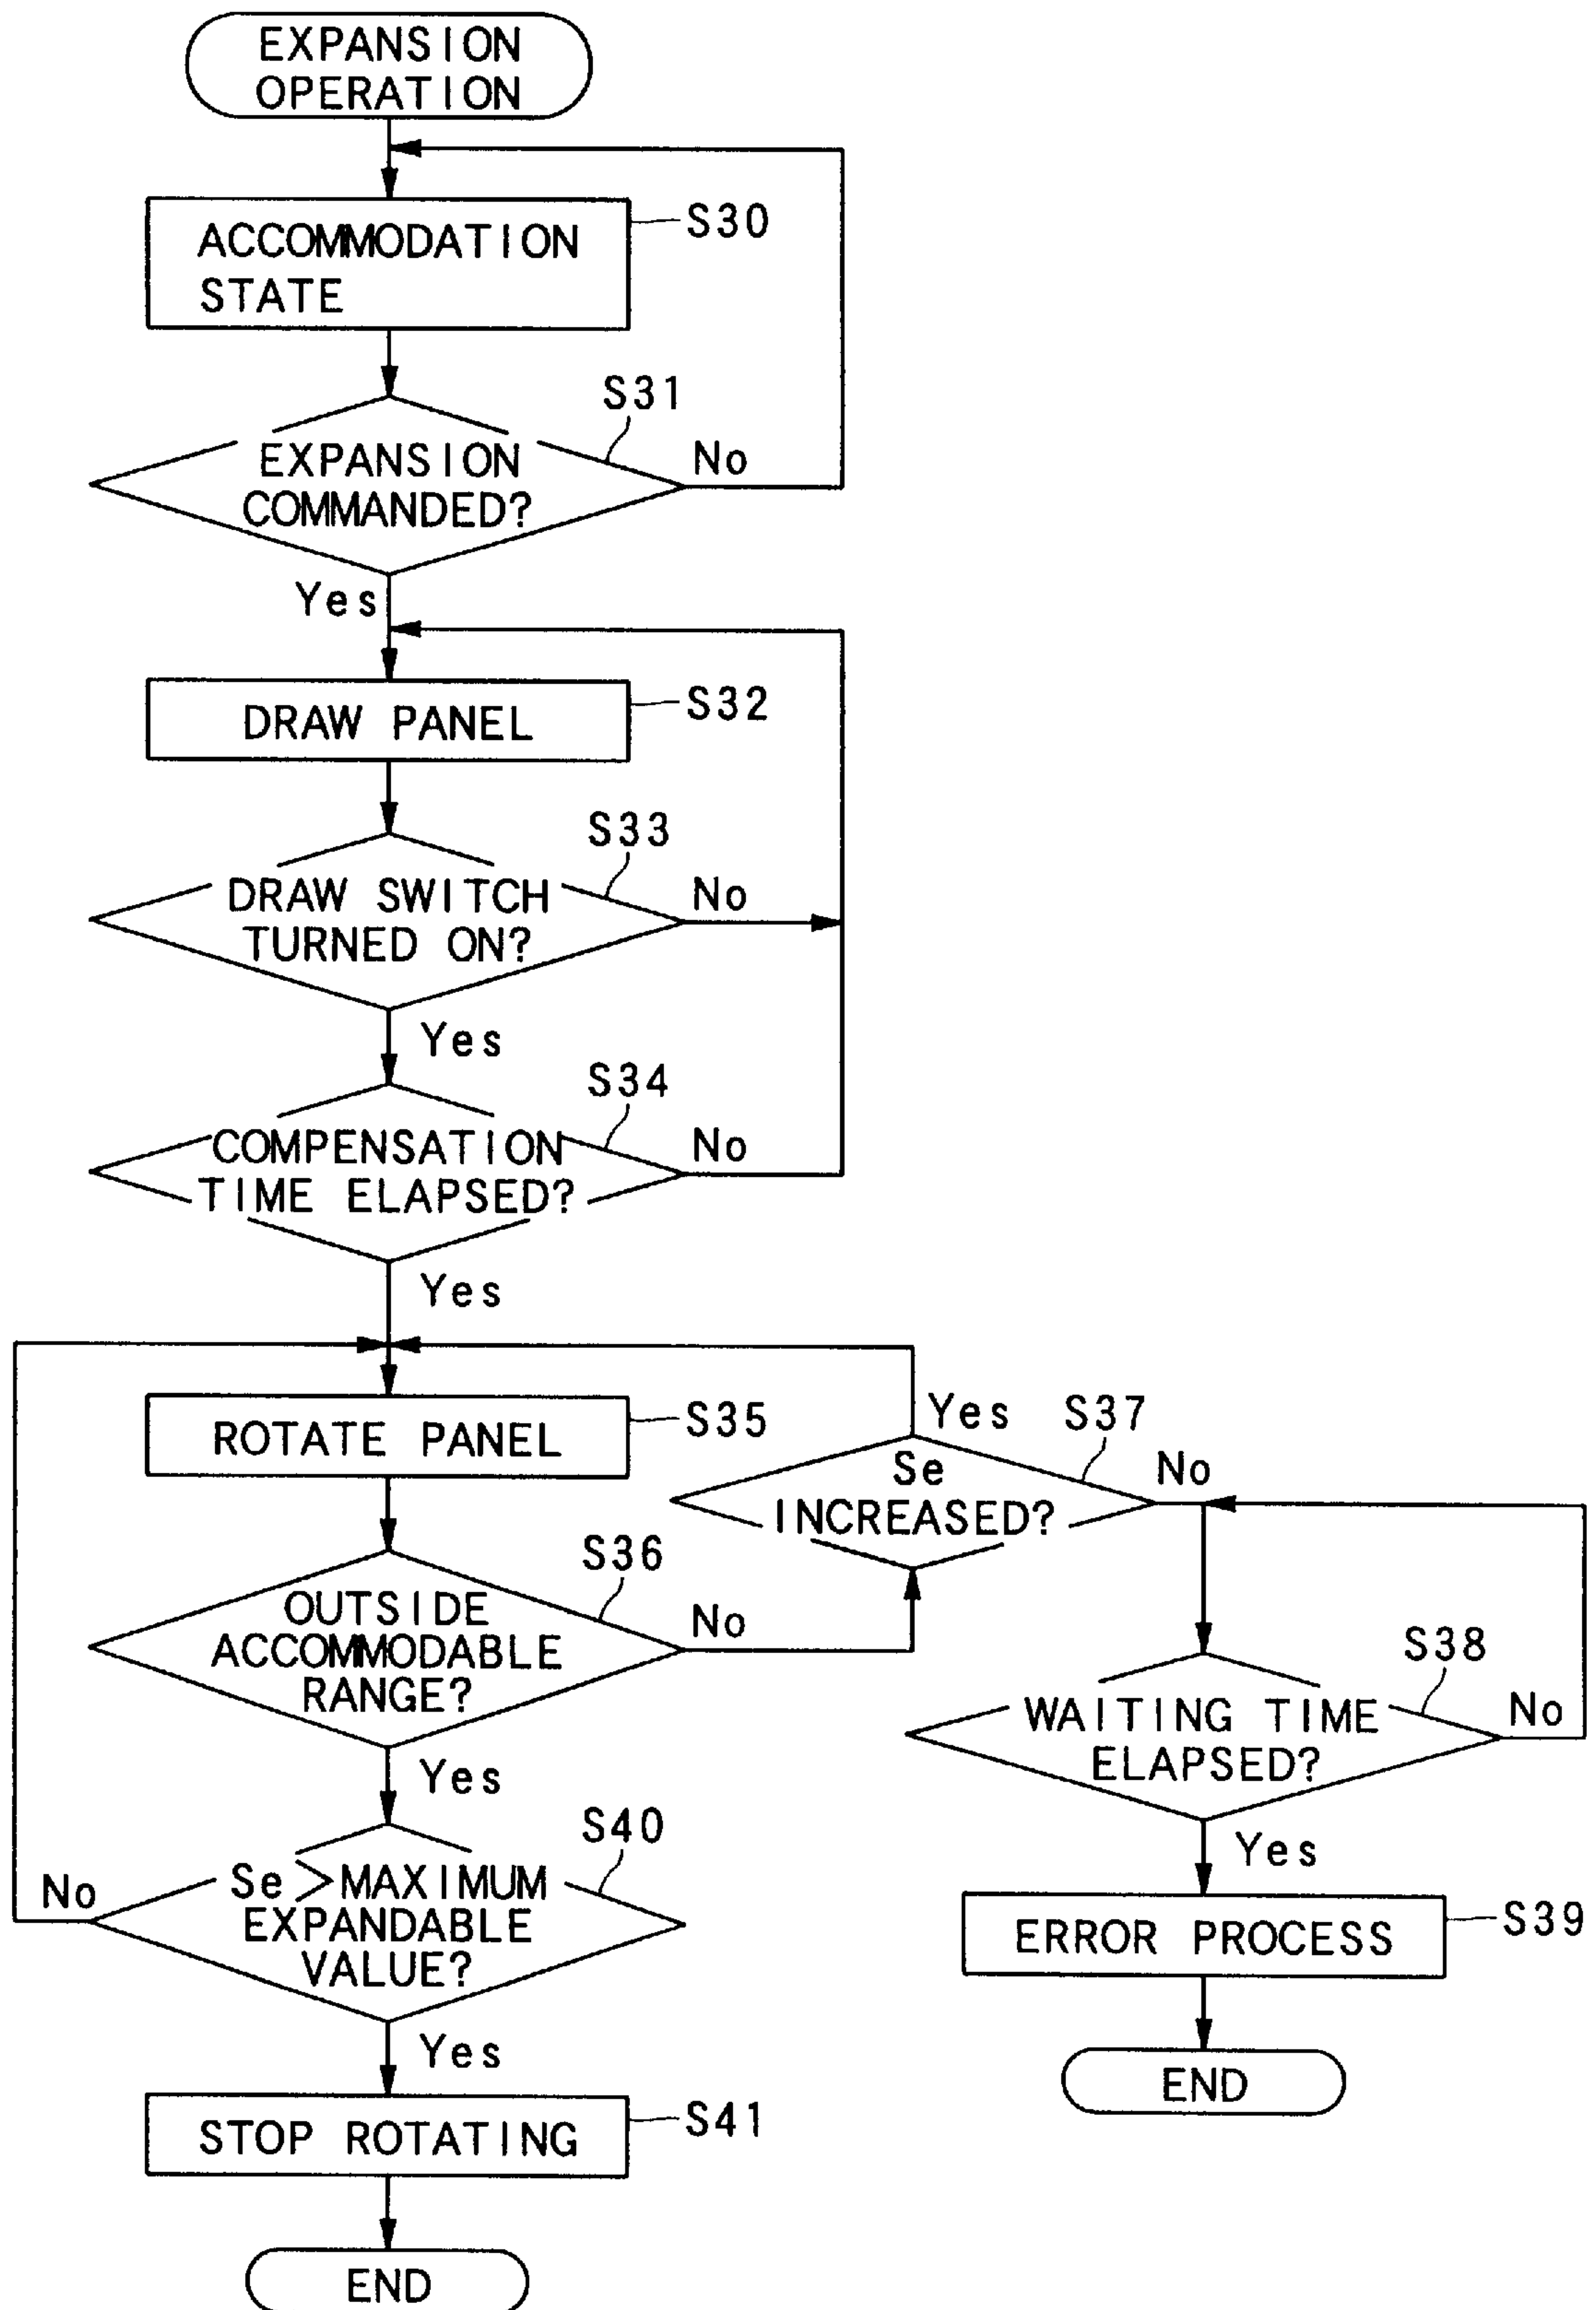 EXPANSION
OPERATION
ACCOMMODATION
STATE
S30
S31
EXPANSION
COMMANDED?
No
Yes
DRAW PANEL
S32
S33
DRAW SWITCH
TURNED ON?
No
Yes
S34
COMPENSATION
TIME ELAPSED?
No
Yes
ROTATE PANEL
S35
S36
OUTSIDE
ACCOMMODABLE
RANGE?
No
Yes
Yes
S37
Se
INCREASED?
No
S38
WAITING TIME
ELAPSED?
No
Yes
ERROR PROCESS
S39
END
S40
Se>MAXIMUM
EXPANDABLE
VALUE?
No
Yes
STOP ROTATING
S41
END